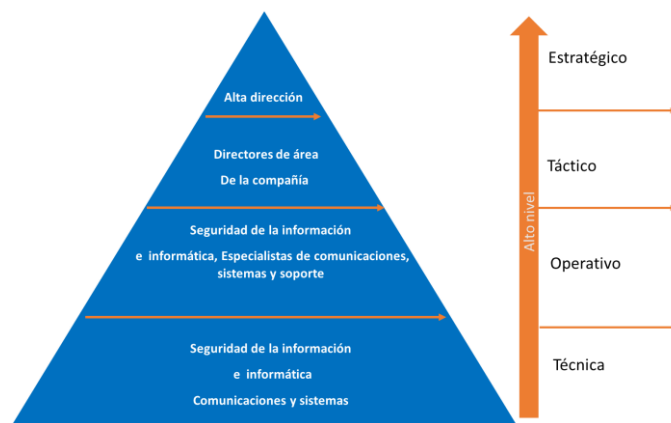 Alta dirección
Directores de área
De la compañía
Seguridad de la información
e informática, Especialistas de comunicaciones,
sistemas y soporte
Seguridad de la información
e informática
Comunicaciones y sistemas
Alto nivel
Estratégico
Táctico
Operativo
Técnica